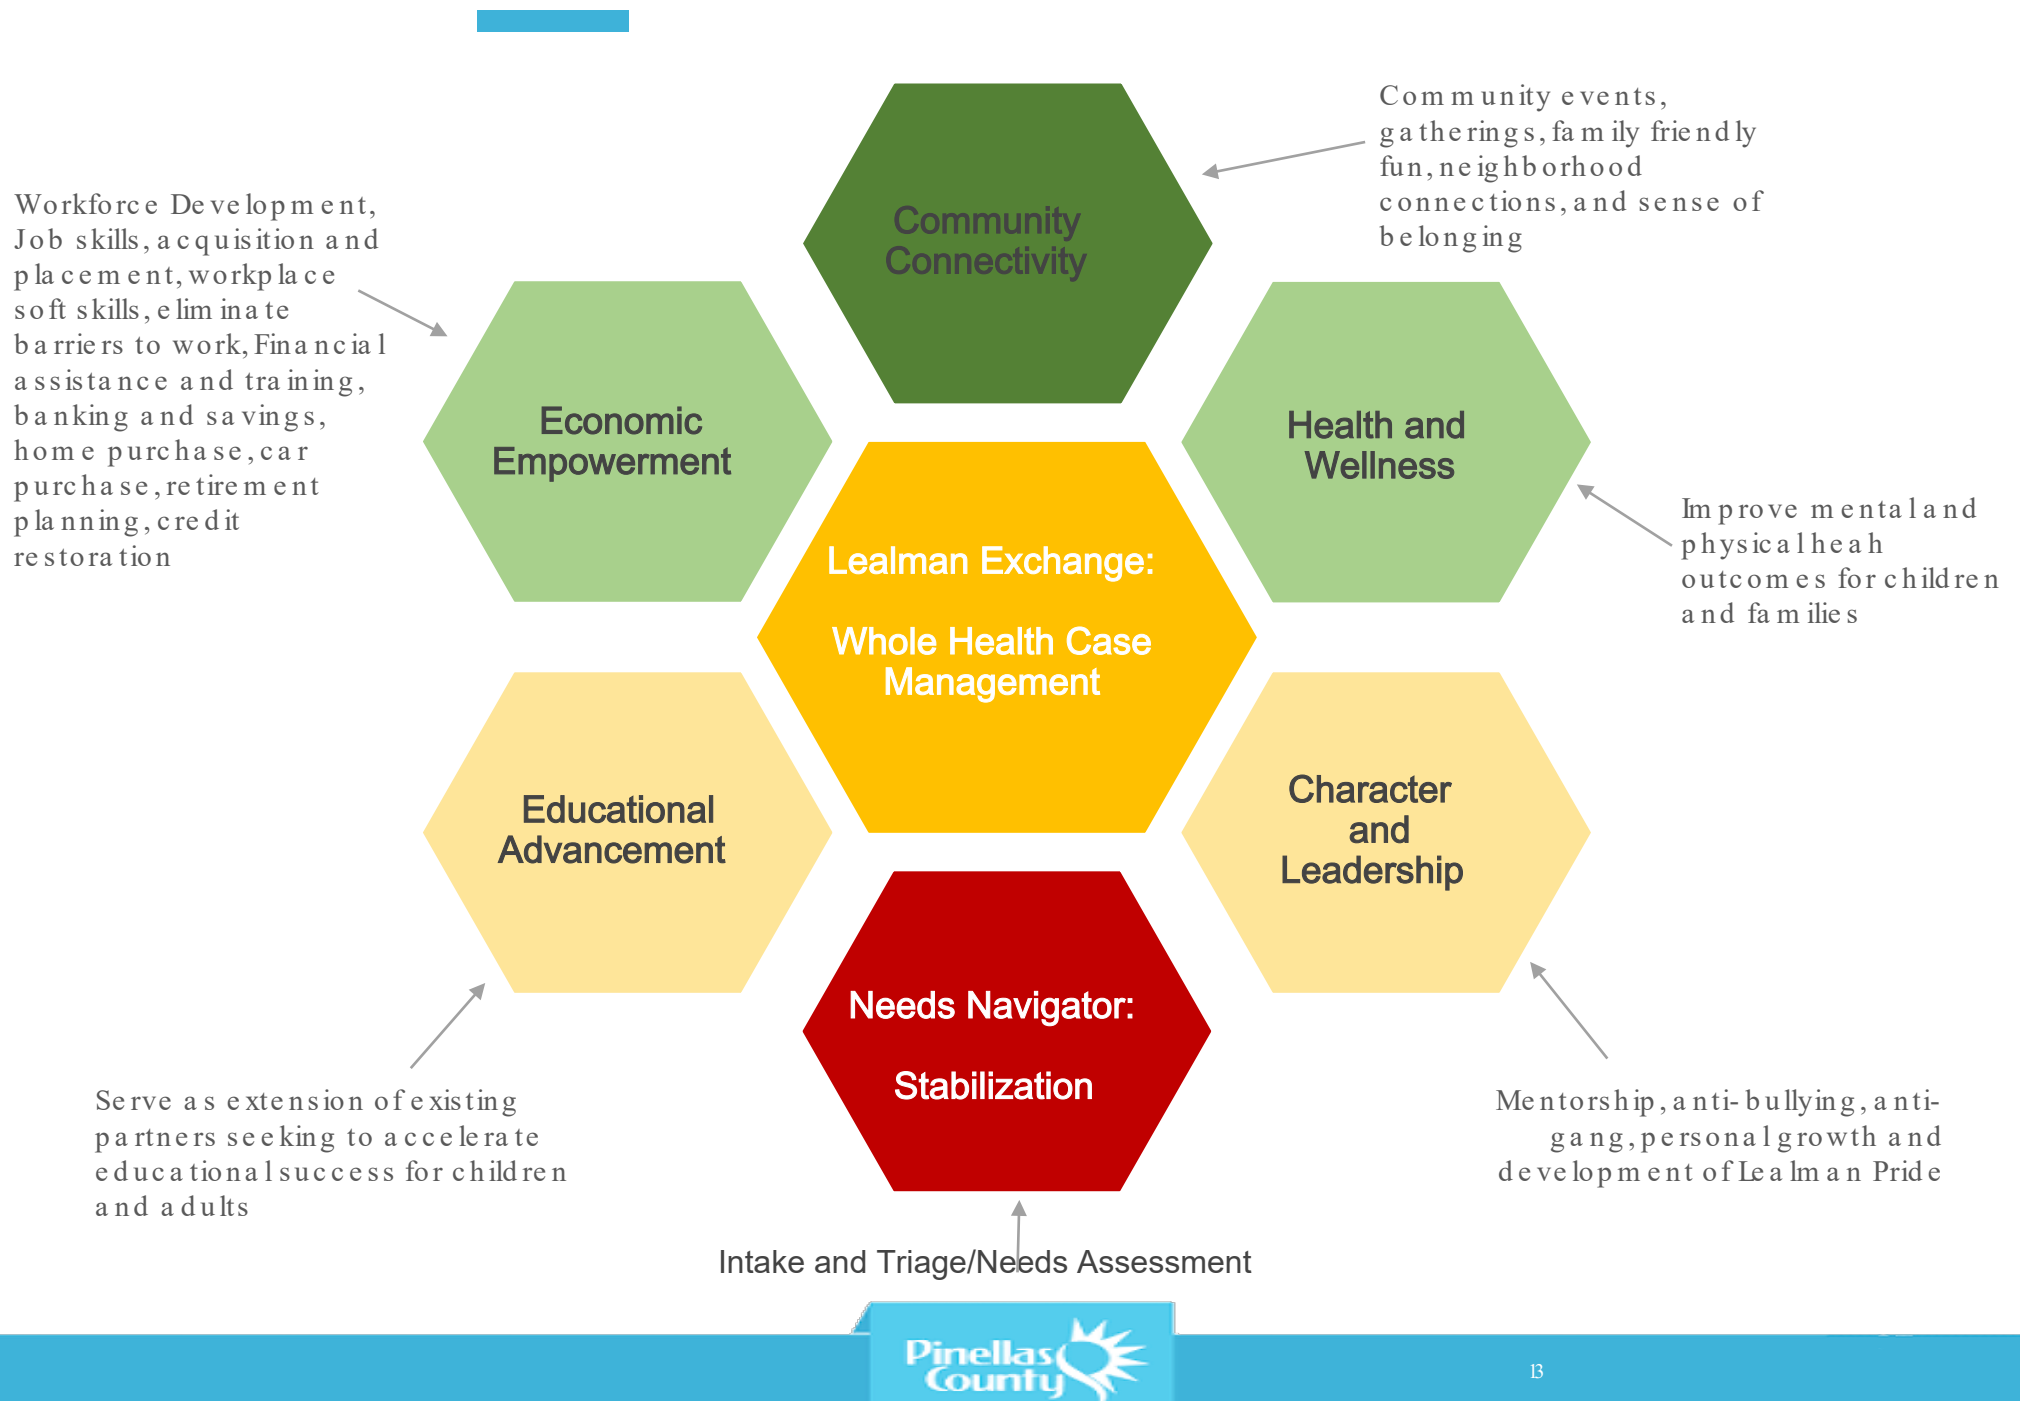 Community events,
gatherings, family friendly
fun, neighborhood
connections, and sense of
belonging
Workforce Development,
Job skills, acquisition and
placement, workplace
soft skills, eliminate
barriers to work, Financial
assistance and training,
banking and savings,
home purchase, car
purchase, retirement
planning, credit
restoration
Community
Connectivity
Economic
Empowerment
Health and
Wellness
Improve mental and
physical heah
outcomes for children
and families
Lealman Exchange:
Whole Health Case
Management
Educational
Advancement
Character
and
Leadership
Needs Navigator:
Stabilization
Serve as extension of existing
partners seeking to accelerate
educational success for children
and adults
Mentorship, anti-bullying, anti-
gang, personal growth and
development of Lealman Pride
Intake and Triage/Needs Assessment
Pinellas
County
13